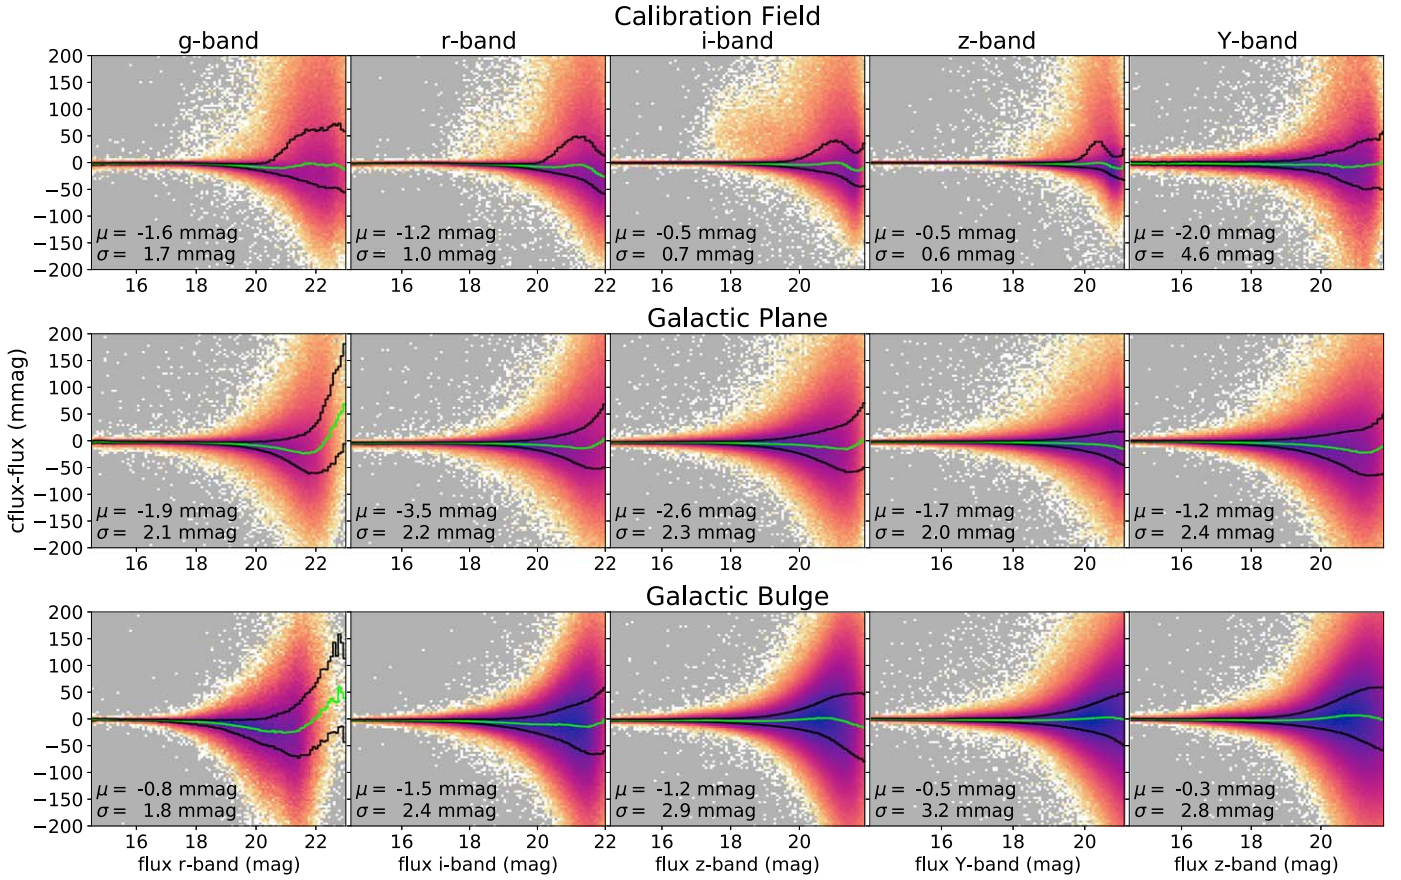 Calibration Field
g-band r-band i-band z-band Y-band
200
150
100
50
0
−50
−100
−150
−200
μ = -1.6 mmag
σ = 1.7 mmag
μ = -1.2 mmag
σ = 1.0 mmag
μ = -0.5 mmag
σ = 0.7 mmag
μ = -0.5 mmag
σ = 0.6 mmag
μ = -2.0 mmag
σ = 4.6 mmag
16 18 20 22 16 18 20 22 16 18 20 16 18 20 16 18 20
Galactic Plane
cflux-flux (mmag)
200
150
100
50
0
−50
−100
−150
−200
μ = -1.9 mmag
σ = 2.1 mmag
μ = -3.5 mmag
σ = 2.2 mmag
μ = -2.6 mmag
σ = 2.3 mmag
μ = -1.7 mmag
σ = 2.0 mmag
μ = -1.2 mmag
σ = 2.4 mmag
16 18 20 22 16 18 20 22 16 18 20 16 18 20 16 18 20
Galactic Bulge
200
150
100
50
0
−50
−100
−150
−200
μ = -0.8 mmag
σ = 1.8 mmag
μ = -1.5 mmag
σ = 2.4 mmag
μ = -1.2 mmag
σ = 2.9 mmag
μ = -0.5 mmag
σ = 3.2 mmag
μ = -0.3 mmag
σ = 2.8 mmag
16 18 20 22 16 18 20 22 16 18 20 16 18 20 16 18 20
flux r-band (mag) flux i-band (mag) flux z-band (mag) flux Y-band (mag) flux z-band (mag)